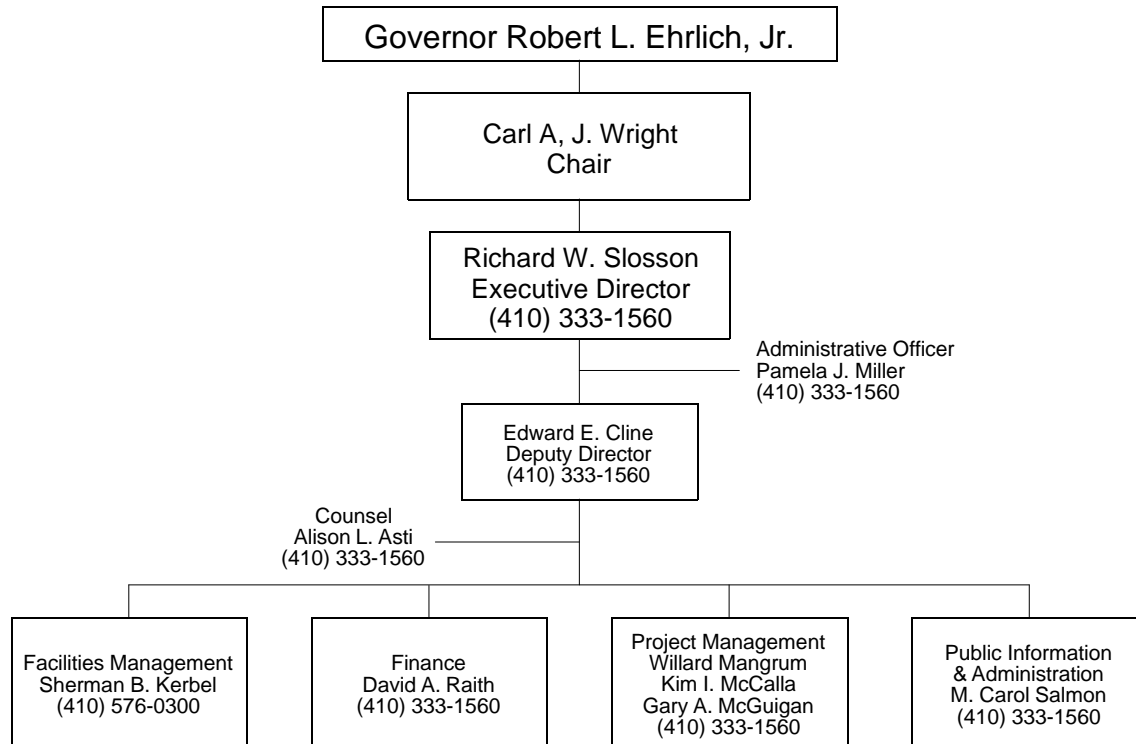 Governor Robert L. Ehrlich, Jr.
Carl A, J. Wright
Chair
Richard W. Slosson
Executive Director
(410) 333-1560
Administrative Officer
Pamela J. Miller
(410) 333-1560
Edward E. Cline
Deputy Director
(410) 333-1560
Counsel
Alison L. Asti
(410) 333-1560
Facilities Management
Sherman B. Kerbel
(410) 576-0300
Finance
David A. Raith
(410) 333-1560
Project Management
Willard Mangrum
Kim I. McCalla
Gary A. McGuigan
(410) 333-1560
Public Information
& Administration
M. Carol Salmon
(410) 333-1560